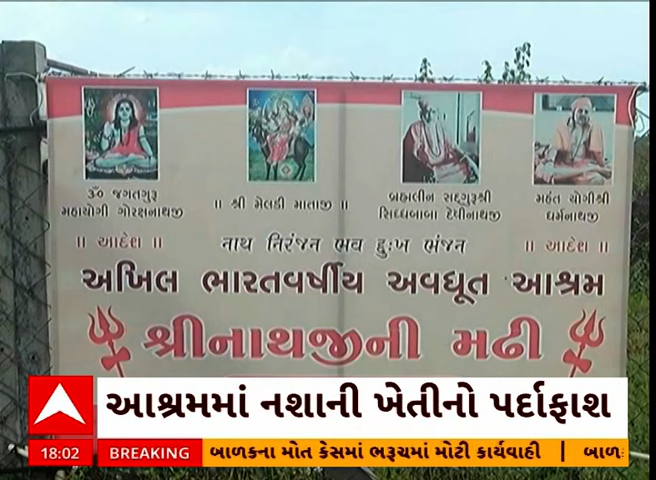 ૐ જગતગુરુ
મહાયોગી ગોરક્ષનાથજી
॥ શ્રી મેલડી માતાજી ॥
બ્રહ્મલીન સદ્ગુરુશ્રી
સિધ્ધબાબા દેવીનાથજી
મહંત યોગીશ્રી
ધર્મનાથજી
॥ આદેશ ॥ નાથ નિરંજન ભવ દુઃખ ભંજન ॥ આદેશ ॥
અખિલ ભારતવર્ષીય અવધૂત આશ્રમ
શ્રીનાથજીની મઢી
આશ્રમમાં નશાની ખેતીનો પર્દાફાશ
18:02 BREAKING બાળકના મોત કેસમાં ભરૂચમાં મોટી કાર્યવાહી |